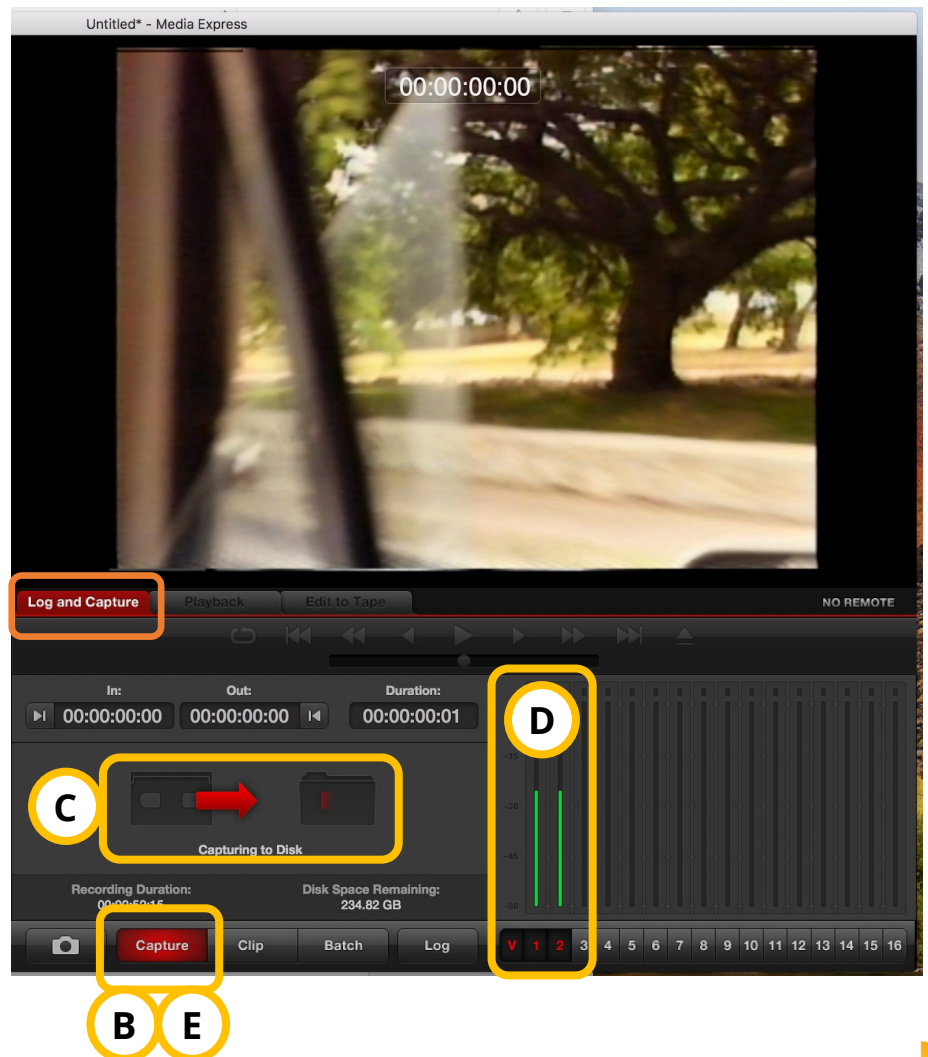 Untitled* - Media Express
00:00:00:00
Log and Capture Playback Edit to Tape NO REMOTE
In: Out: Duration:
00:00:00:00 00:00:00:00 00:00:00:01
D
-15
-30
-45
-60
C
Capturing to Disk
Recording Duration: Disk Space Remaining:
234.82 GB
Capture Clip Batch Log V 1 2 3 4 5 6 7 8 9 10 11 12 13 14 15 16
B E